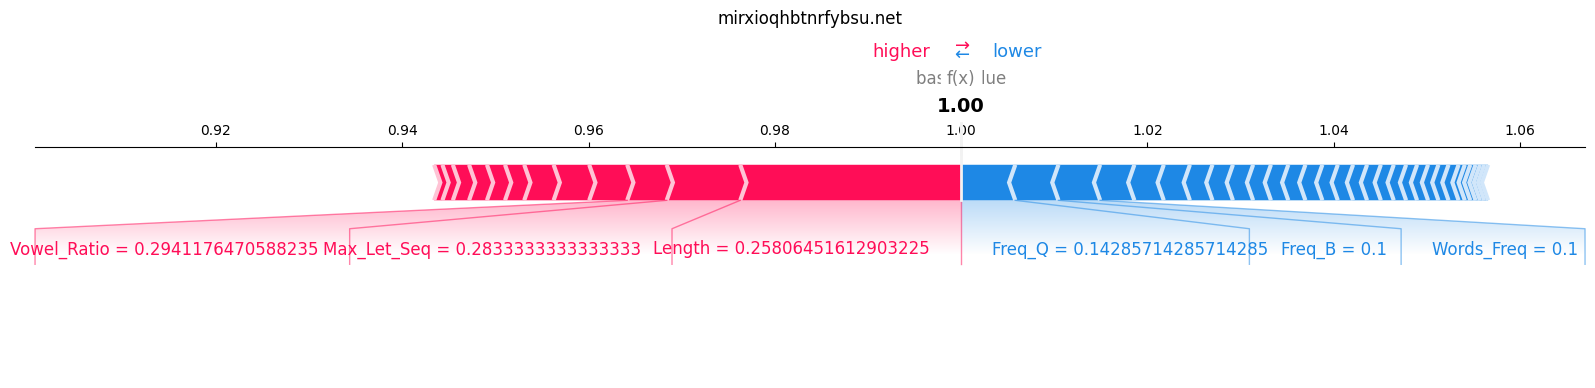 mirxioqhbtnrfybsu.net
higher ⇄ lower
f(x)
1.00
0.92 0.94 0.96 0.98 1.00 1.02 1.04 1.06
Vowel_Ratio = 0.2941176470588235 Max_Let_Seq = 0.2833333333333333 Length = 0.25806451612903225 Freq_Q = 0.14285714285714285 Freq_B = 0.1 Words_Freq = 0.1